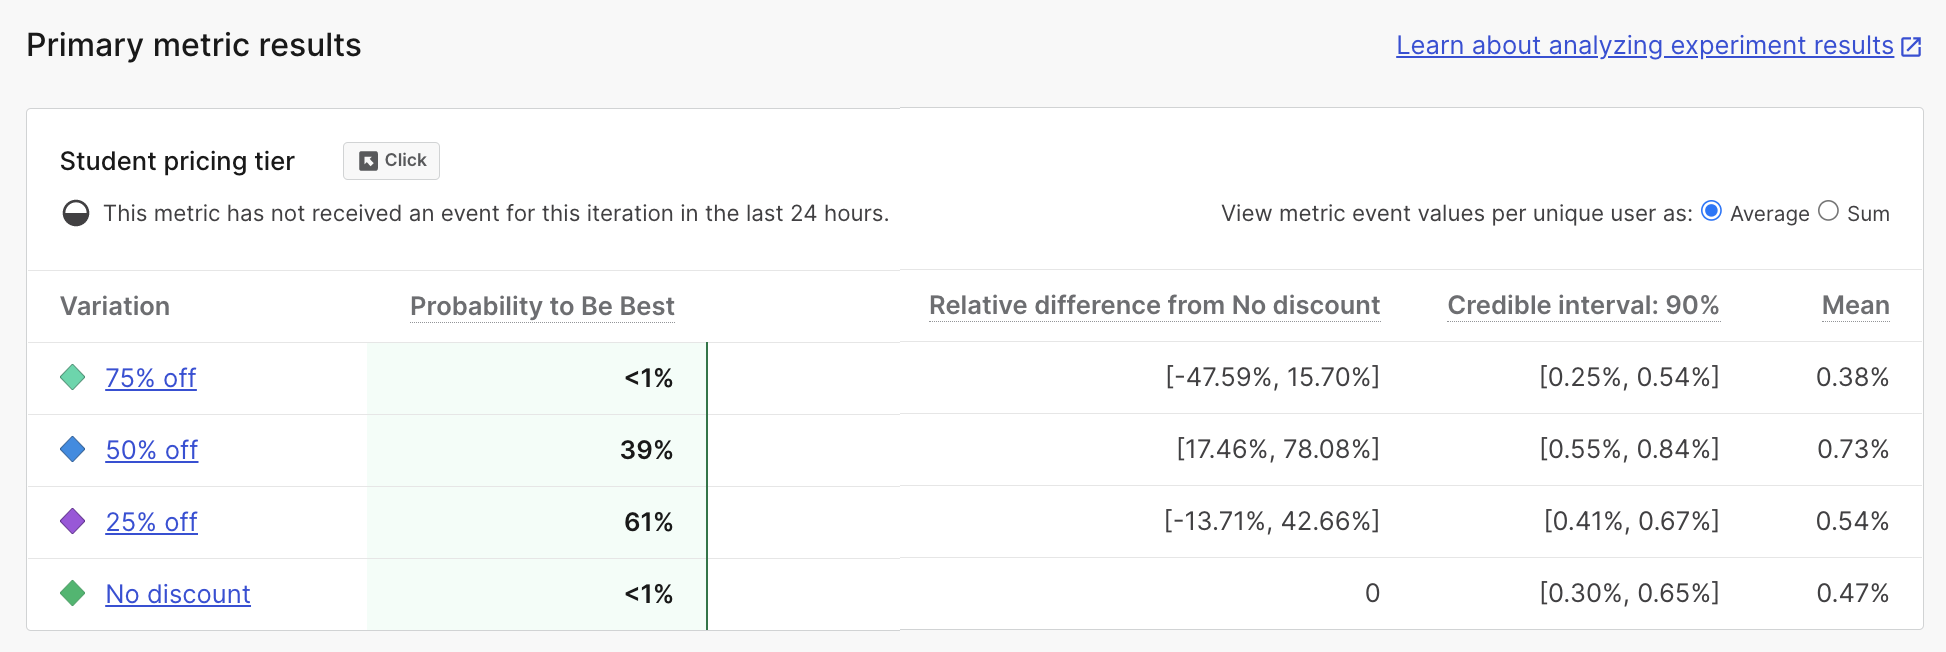 Primary metric results
Learn about analyzing experiment results
Student pricing tier Click
This metric has not received an event for this iteration in the last 24 hours.
View metric event values per unique user as: Average Sum
Variation Probability to Be Best Relative difference from No discount Credible interval: 90% Mean
75% off <1% [-47.59%, 15.70%] [0.25%, 0.54%] 0.38%
50% off 39% [17.46%, 78.08%] [0.55%, 0.84%] 0.73%
25% off 61% [-13.71%, 42.66%] [0.41%, 0.67%] 0.54%
No discount <1% 0 [0.30%, 0.65%] 0.47%